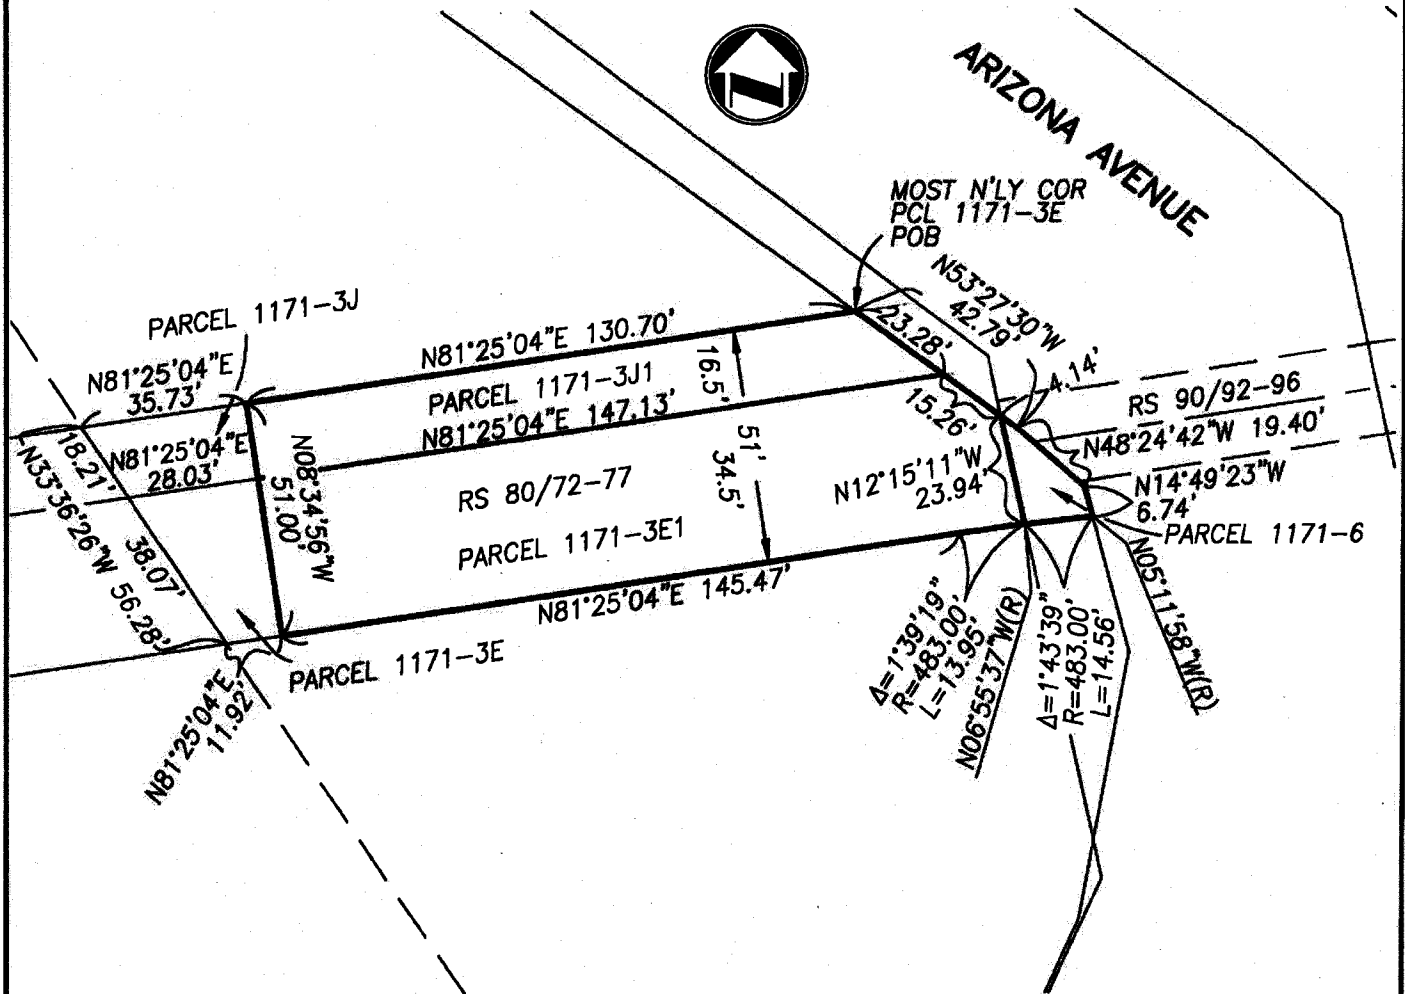 ARIZONA AVENUE
MOST N'LY COR
PCL 1171-3E
POB
N53°27'30"W
42.79'
23.28'
4.14'
PARCEL 1171-3J
N81°25'04"E 130.70'
16.5'
N81°25'04"E
35.73'
PARCEL 1171-3J1
N81°25'04"E 147.13'
15.26'
RS 90/92-96
N48°24'42"W 19.40'
18.21'
N81°25'04"E
28.03'
N33°36'26"W 56.28'
N08°34'56"W
51.00'
51'
34.5'
RS 80/72-77
N12°15'11"W
23.94'
N14°49'23"W
6.74'
PARCEL 1171-6
38.07'
PARCEL 1171-3E1
N81°25'04"E 145.47'
PARCEL 1171-3E
N81°25'04"E
11.92'
Δ=1°39'19"
R=483.00'
L=13.95'
N06°55'37"W(R)
Δ=1°43'39"
R=483.00'
L=14.56'
N05°11'58"W(R)